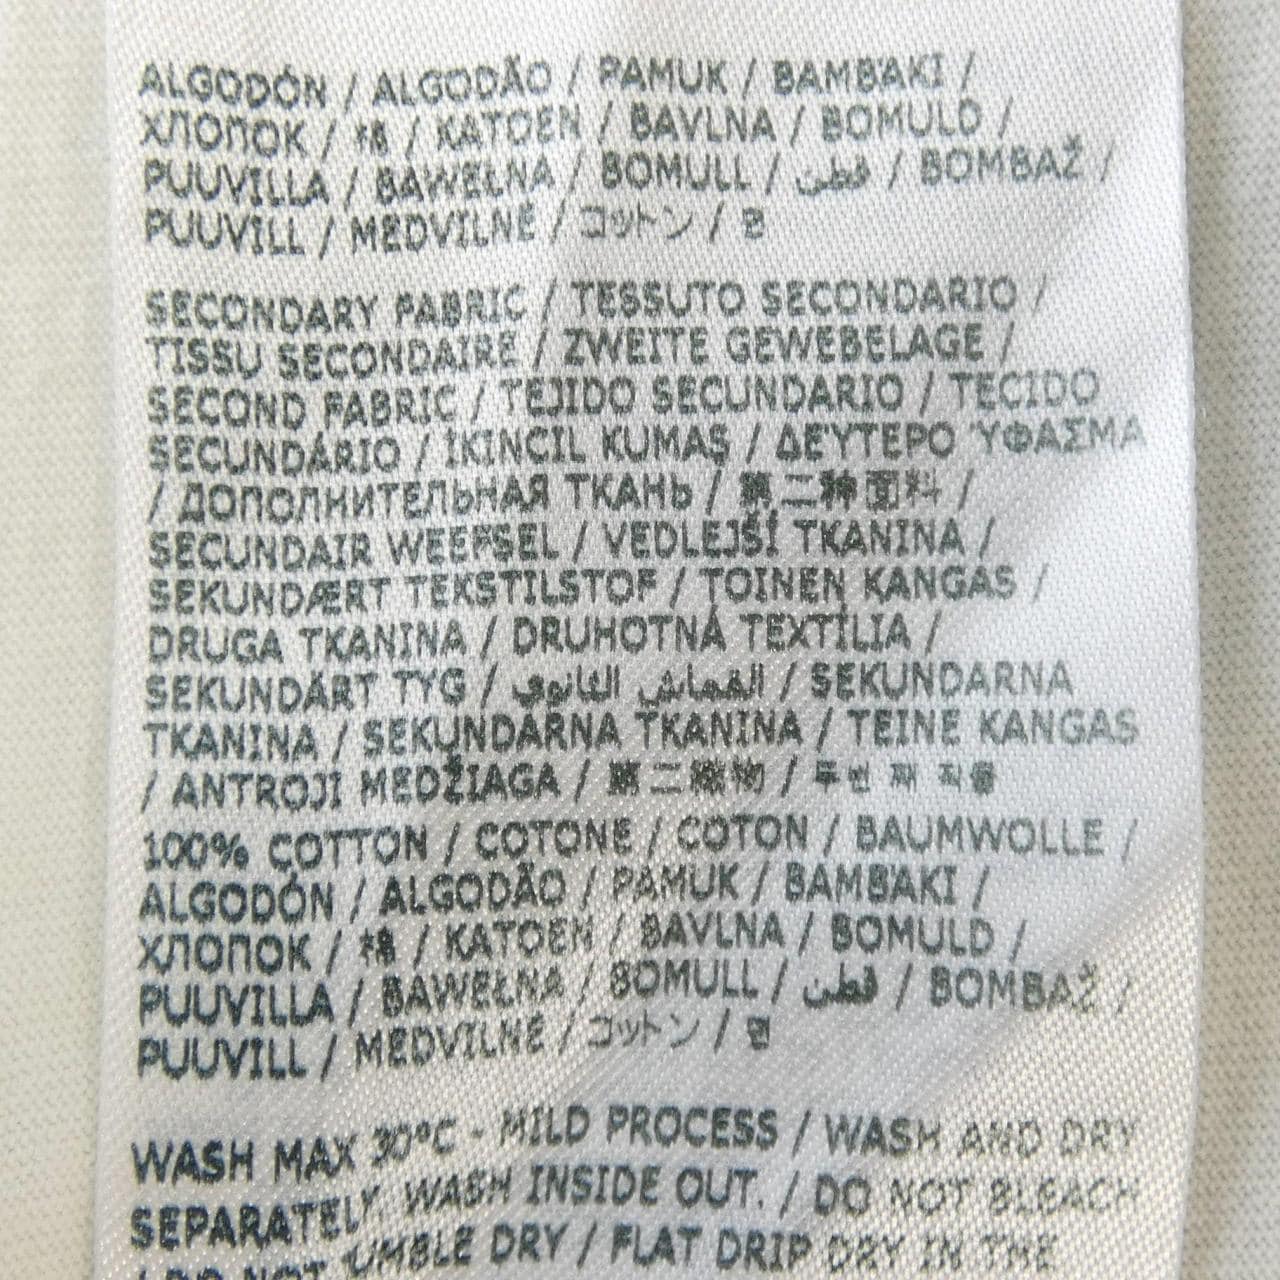 ALGODÓN / ALGODÃO / PAMUK / BAMBAKI /
ХЛОПОК / 棉 / KATOEN / BAVLNA / BOMULD /
PUUVILLA / BAWEŁNA / BOMULL / قطن / BOMBAŽ /
PUUVILL / MEDVILNĖ / コットン / 면
SECONDARY FABRIC / TESSUTO SECONDARIO /
TISSU SECONDAIRE / ZWEITE GEWEBELAGE /
SECOND FABRIC / TEJIDO SECUNDARIO / TECIDO
SECUNDÁRIO / İKINCIL KUMAŞ / ΔΕΥΤΕΡΟ ΎΦΑΣΜΑ
/ ДОПОЛНИТЕЛЬНАЯ ТКАНЬ / 第二种面料 /
SECUNDAIR WEEFSEL / VEDLEJŠÍ TKANINA /
SEKUNDÆRT TEKSTILSTOF / TOINEN KANGAS /
DRUGA TKANINA / DRUHOTNÁ TEXTÍLIA /
SEKUNDÄRT TYG / القماش الثانوي / SEKUNDARNA
TKANINA / SEKUNDARNA TKANINA / TEINE KANGAS
/ ANTROJI MEDŽIAGA / 第二織物 / 두번째 직물
100% COTTON / COTONE / COTON / BAUMWOLLE /
ALGODÓN / ALGODÃO / PAMUK / BAMBAKI /
ХЛОПОК / 棉 / KATOEN / BAVLNA / BOMULD /
PUUVILLA / BAWEŁNA / BOMULL / قطن / BOMBAŽ /
PUUVILL / MEDVILNĖ / コットン / 면
WASH MAX 30°C - MILD PROCESS / WASH AND DRY
SEPARATELY. WASH INSIDE OUT. / DO NOT BLEACH
/ DO NOT TUMBLE DRY / FLAT DRIP DRY IN THE